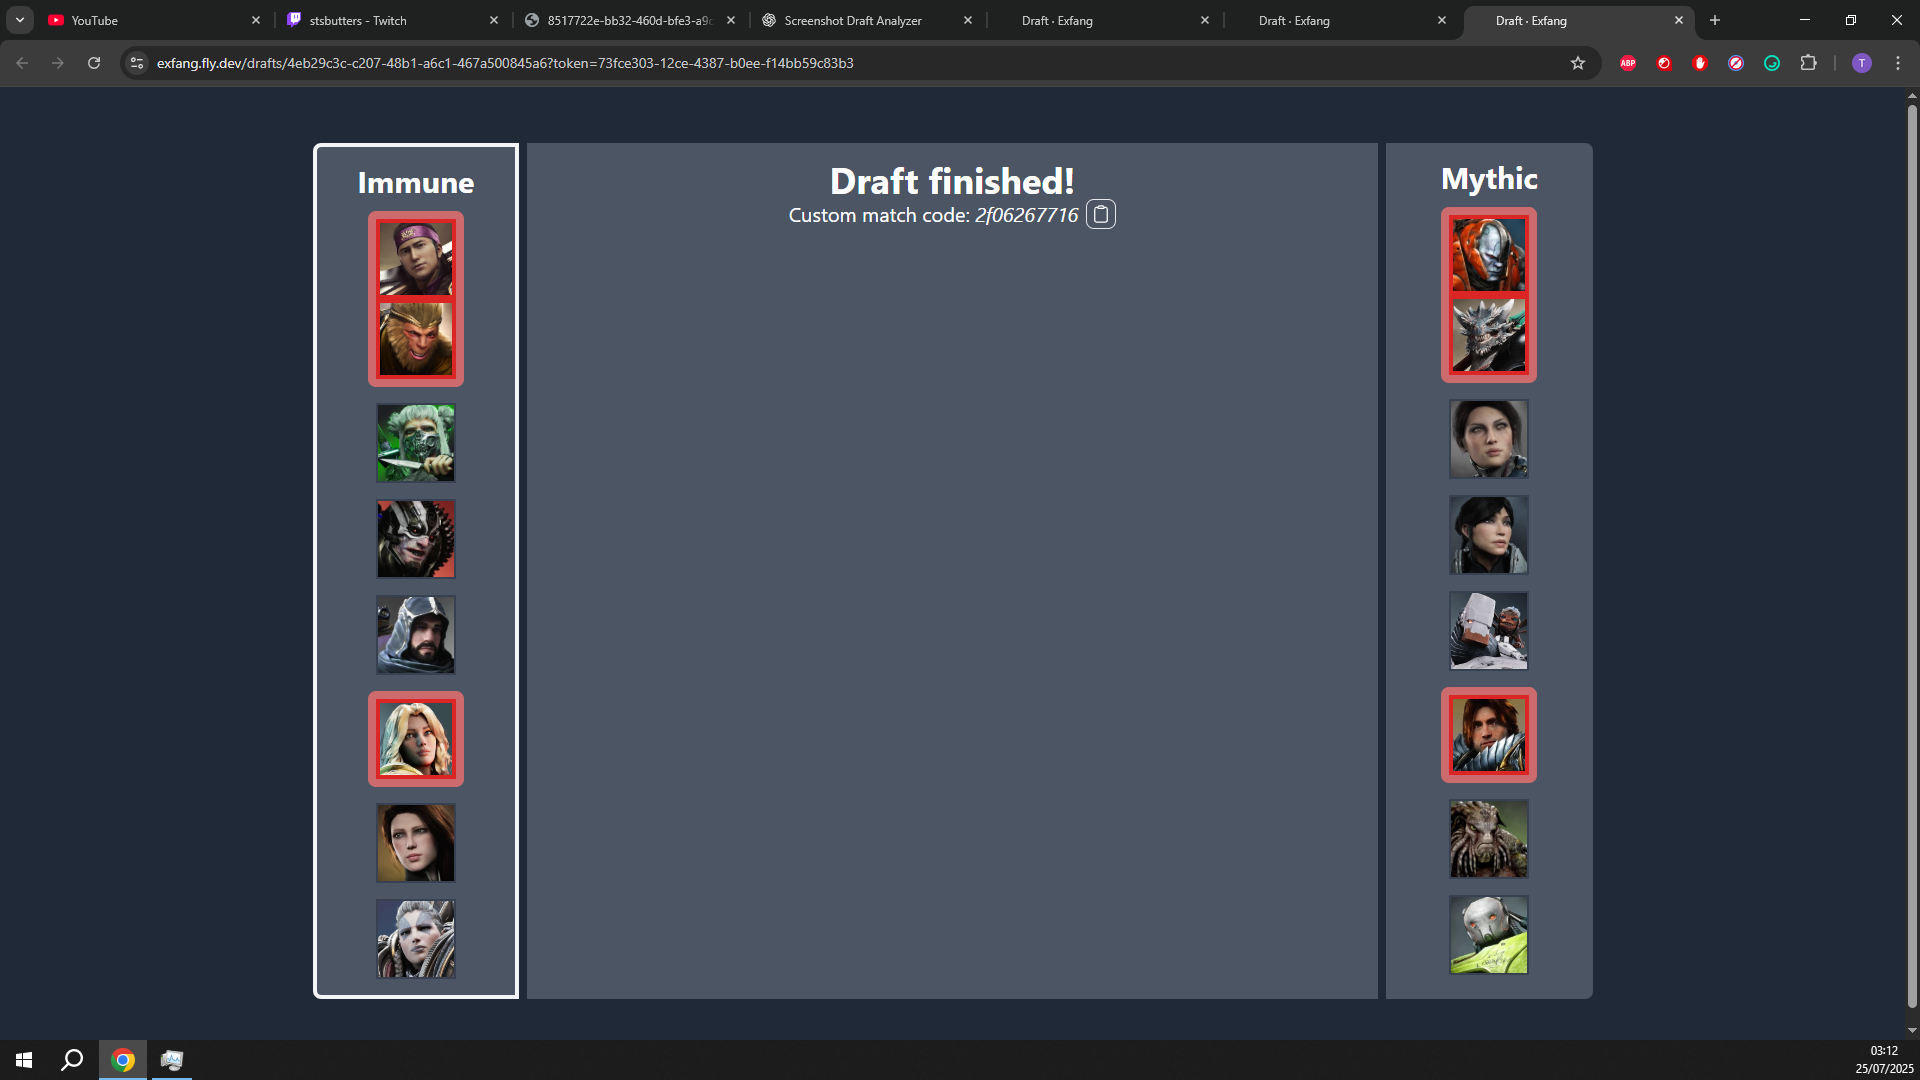 YouTube
stsbutters - Twitch
8517722e-bb32-460d-bfe3-a9c
Screenshot Draft Analyzer
Draft · Exfang
Draft · Exfang
Draft · Exfang
exfang.fly.dev/drafts/4eb29c3c-c207-48b1-a6c1-467a500845a6?token=73fce303-12ce-4387-b0ee-f14bb59c83b3
ABP
T
Immune
Draft finished!
Custom match code: 2f06267716
Mythic
03:12
25/07/2025